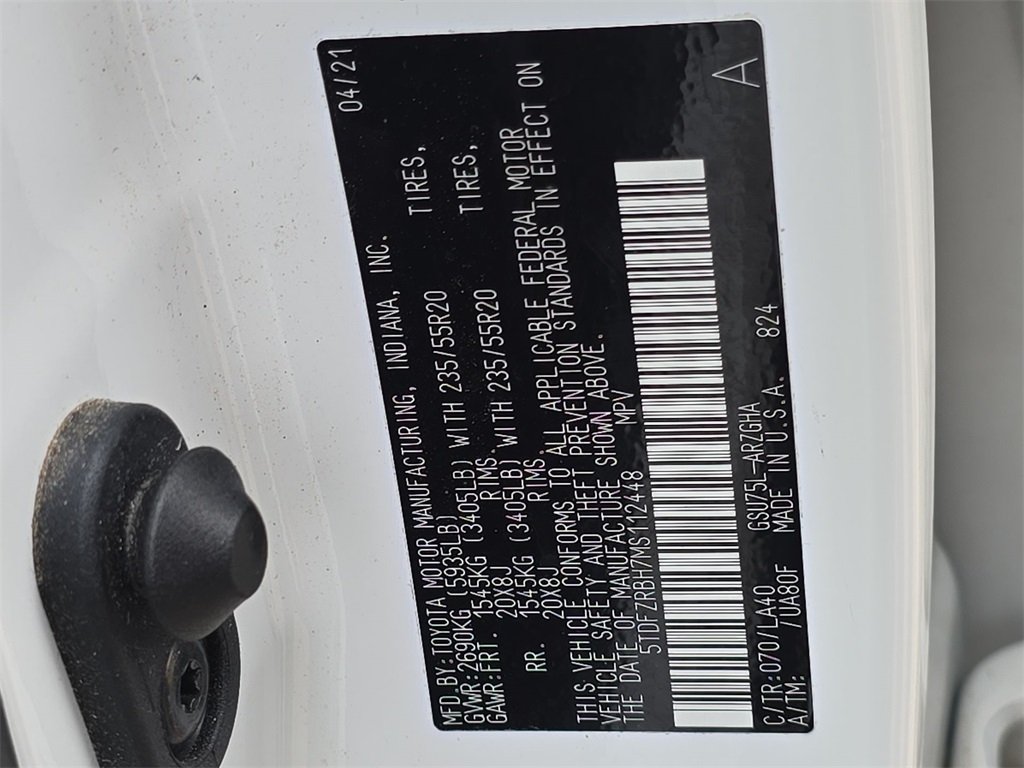 04/21
MFD.BY:TOYOTA MOTOR MANUFACTURING, INDIANA, INC.
GVWR:2690KG (5935LB)
GAWR:FRT. 1545KG (3405LB) WITH 235/55R20 TIRES,
20X8J RIMS.
RR. 1545KG (3405LB) WITH 235/55R20 TIRES,
20X8J RIMS.
THIS VEHICLE CONFORMS TO ALL APPLICABLE FEDERAL MOTOR
VEHICLE SAFETY AND THEFT PREVENTION STANDARDS IN EFFECT ON
THE DATE OF MANUFACTURE SHOWN ABOVE.
5TDFZRBH7MS112448 MPV
A
C/TR:070/LA40 GSU75L-ARZGHA
A/TM: /UA80F MADE IN U.S.A. 824